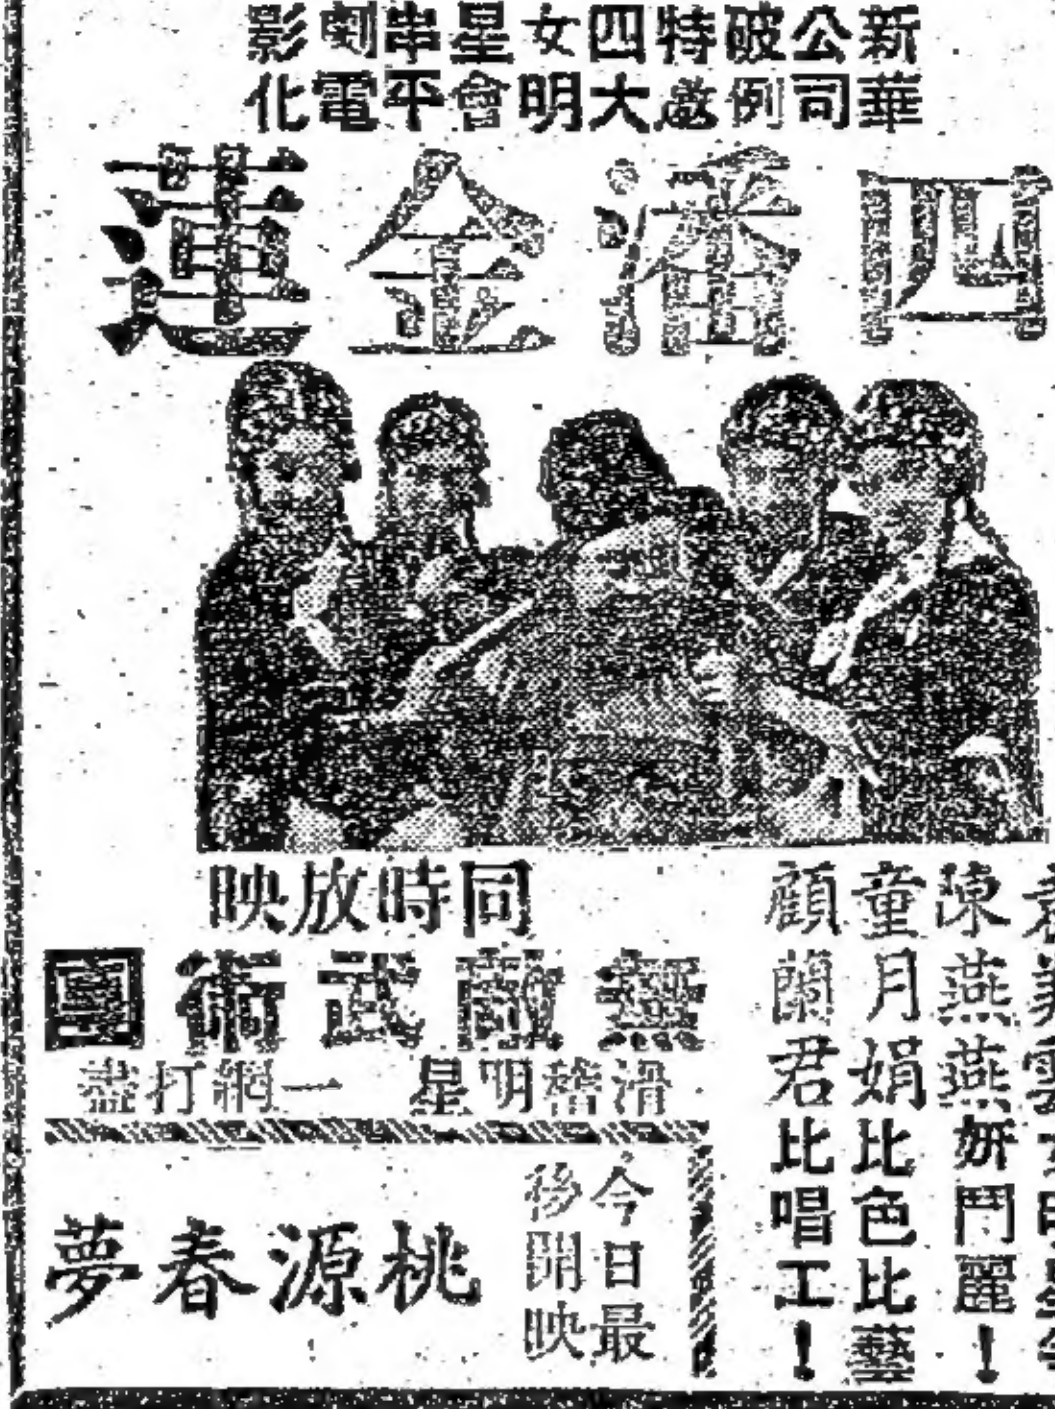 新華公司破例特邀四大女明星會串平劇電影化
四潘金蓮
陳燕燕妍鬥麗！
童月娟比色比藝
顧蘭君比唱工！
同時放映
無敵武術團
滑稽明星 一網打盡
今日最
後開映
桃源春夢